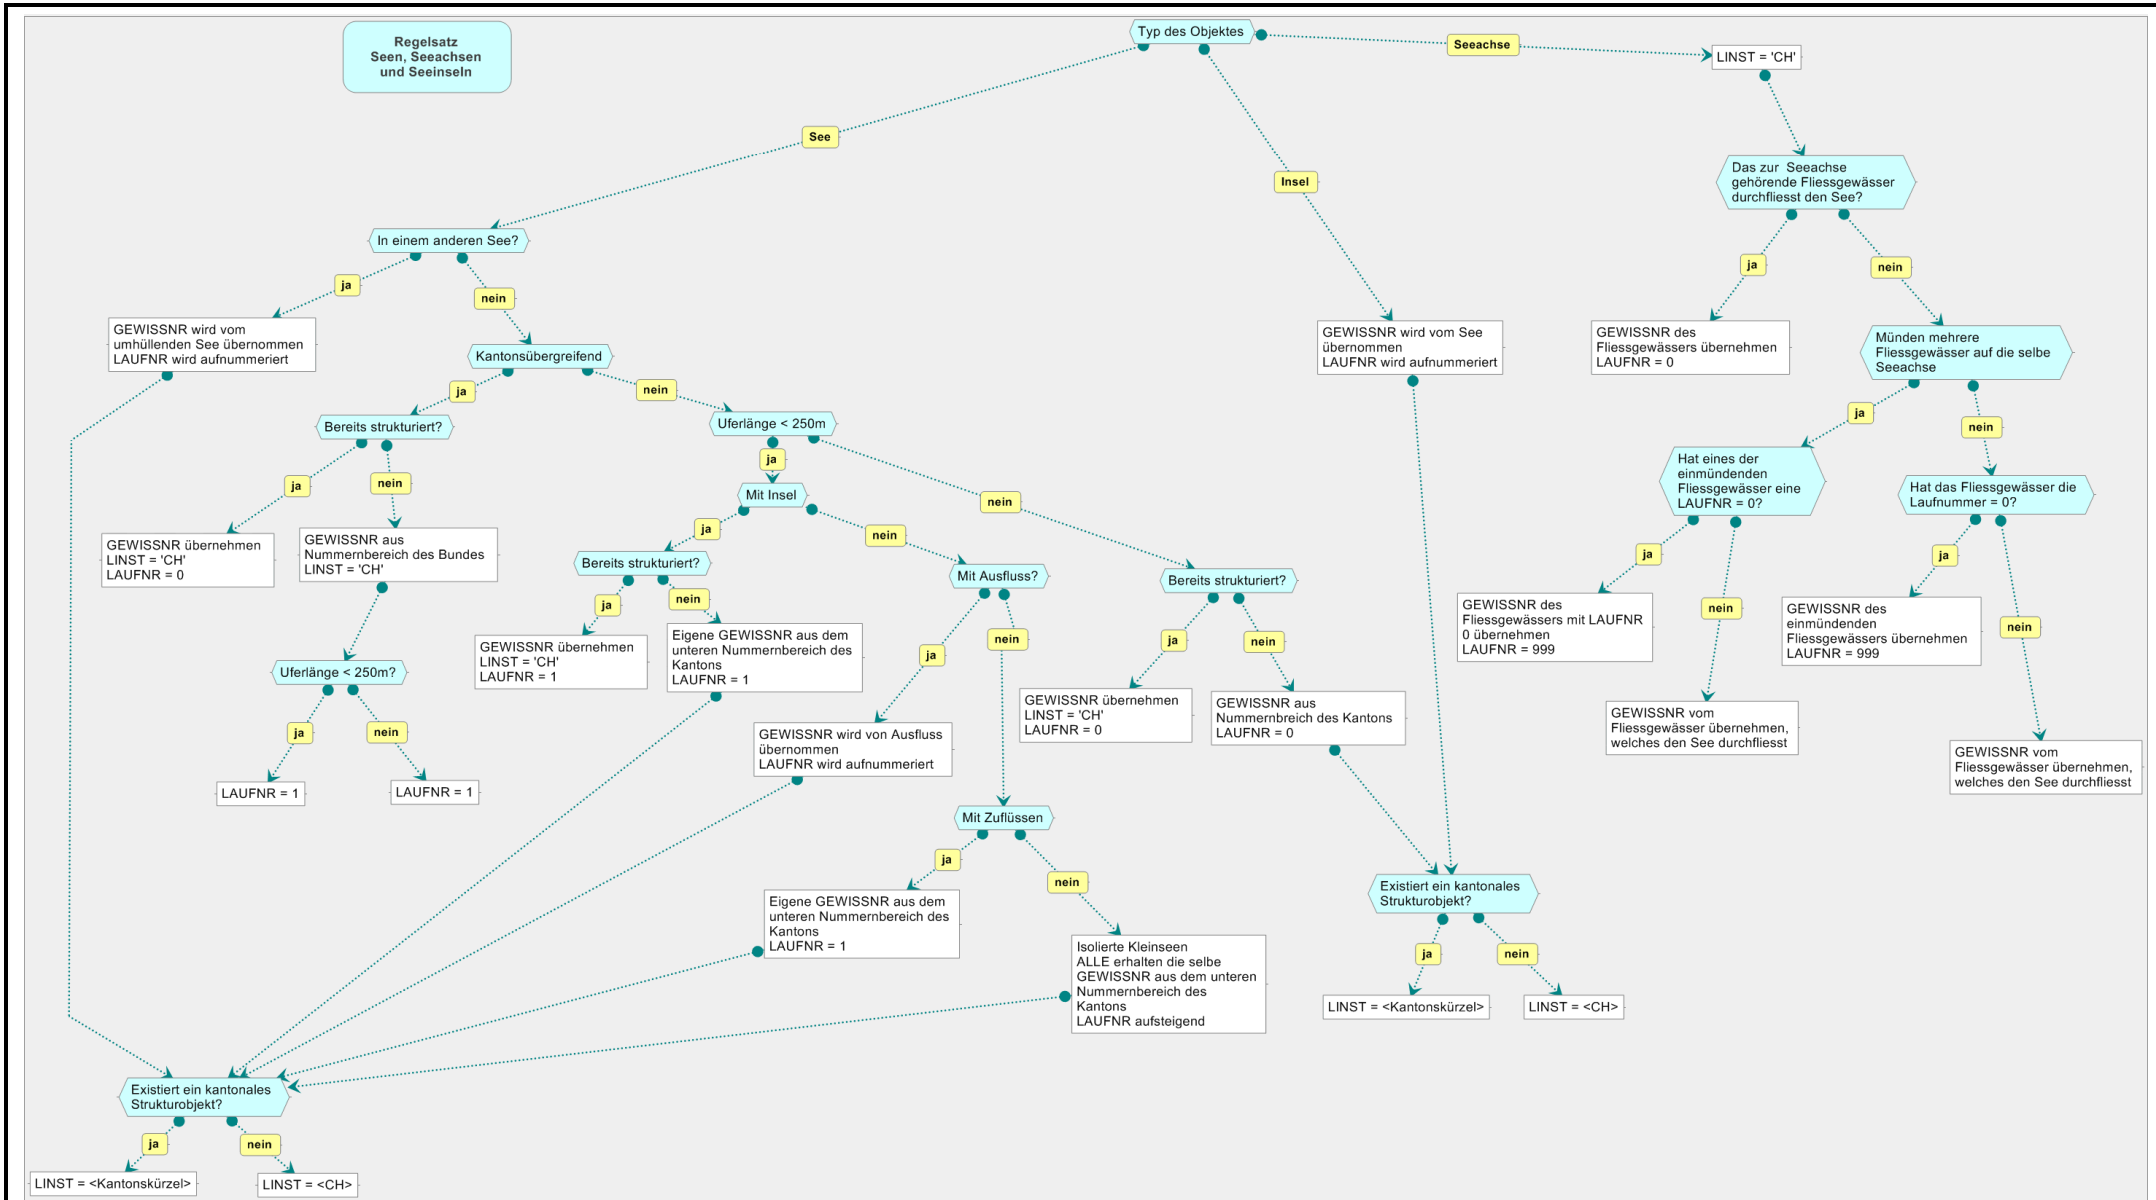 Regelsatz
Seen, Seeachsen
und Seeinseln
Typ des Objektes
Seeachse
LINST = 'CH'
See
Insel
Das zur  Seeachse
gehörende Fliessgewässer
durchfliesst den See?
In einem anderen See?
ja
nein
ja
nein
GEWISSNR wird vom
umhüllenden See übernommen
LAUFNR wird aufnummeriert
Kantonsübergreifend
GEWISSNR wird vom See
übernommen
LAUFNR wird aufnummeriert
GEWISSNR des
Fliessgewässers übernehmen
LAUFNR = 0
Münden mehrere
Fliessgewässer auf die selbe
Seeachse
ja
nein
ja
nein
Bereits strukturiert?
Uferlänge < 250m
ja
nein
ja
nein
Mit Insel
Hat eines der
einmündenden
Fliessgewässer eine
LAUFNR = 0?
Hat das Fliessgewässer die
Laufnummer = 0?
GEWISSNR übernehmen
LINST = 'CH'
LAUFNR = 0
GEWISSNR aus
Nummernbereich des Bundes
LINST = 'CH'
ja
nein
Bereits strukturiert?
Mit Ausfluss?
Bereits strukturiert?
ja
nein
ja
nein
ja
nein
ja
nein
ja
nein
GEWISSNR übernehmen
LINST = 'CH'
LAUFNR = 1
Eigene GEWISSNR aus dem
unteren Nummernbereich des
Kantons
LAUFNR = 1
GEWISSNR des
Fliessgewässers mit LAUFNR
0 übernehmen
LAUFNR = 999
GEWISSNR des
einmündenden
Fliessgewässers übernehmen
LAUFNR = 999
Uferlänge < 250m?
ja
nein
GEWISSNR wird von Ausfluss
übernommen
LAUFNR wird aufnummeriert
GEWISSNR übernehmen
LINST = 'CH'
LAUFNR = 0
GEWISSNR aus
Nummernbreich des Kantons
LAUFNR = 0
GEWISSNR vom
Fliessgewässer übernehmen,
welches den See durchfliesst
GEWISSNR vom
Fliessgewässer übernehmen,
welches den See durchfliesst
LAUFNR = 1
LAUFNR = 1
Mit Zuflüssen
ja
nein
Eigene GEWISSNR aus dem
unteren Nummernbereich des
Kantons
LAUFNR = 1
Isolierte Kleinseen
ALLE erhalten die selbe
GEWISSNR aus dem unteren
Nummernbereich des
Kantons
LAUFNR aufsteigend
Existiert ein kantonales
Strukturobjekt?
ja
nein
LINST = <Kantonskürzel>
LINST = <CH>
Existiert ein kantonales
Strukturobjekt?
ja
nein
LINST = <Kantonskürzel>
LINST = <CH>